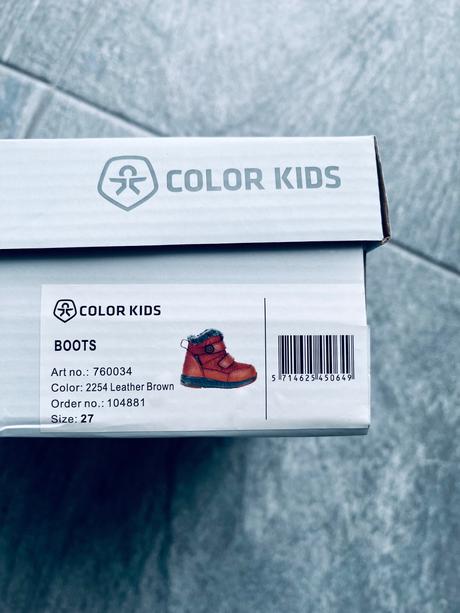 COLOR KIDS
COLOR KIDS
BOOTS
Art no.: 760034
Color: 2254 Leather Brown
Order no.: 104881
Size: 27
5 714625 450649